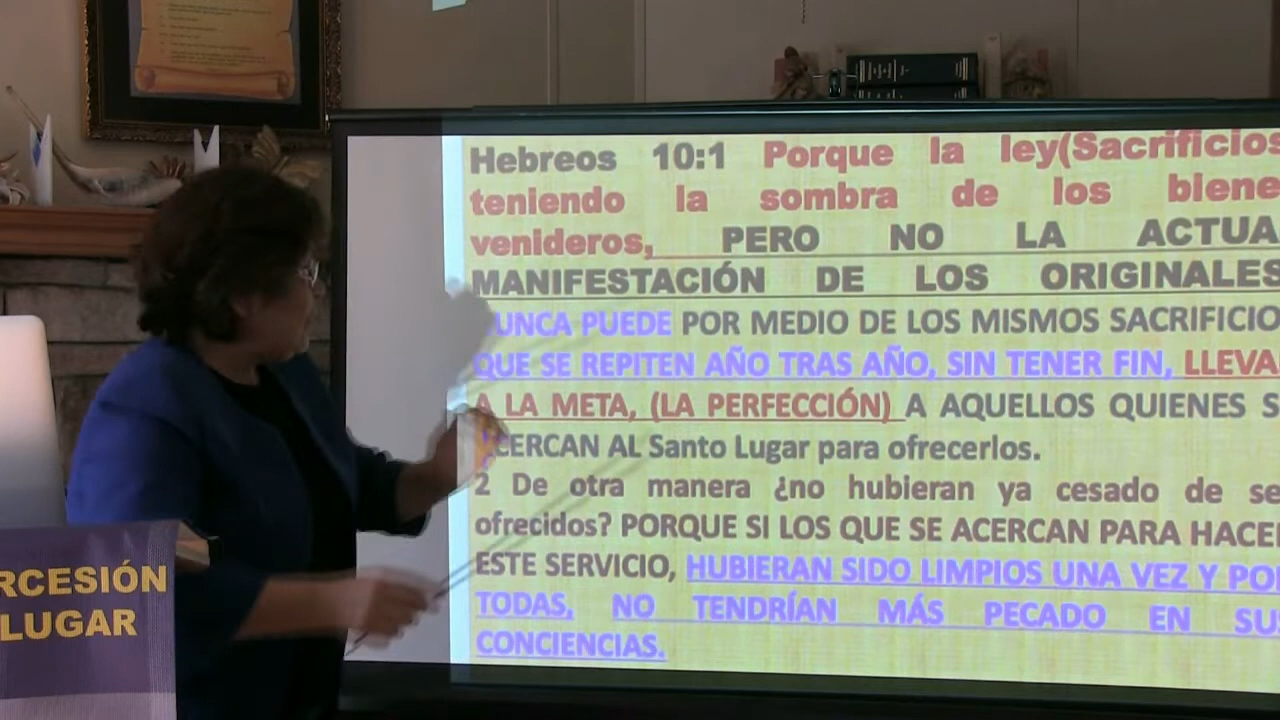 Hebreos 10:1 Porque la ley(Sacrificios
teniendo la sombra de los biene
venideros, PERO NO LA ACTUA
MANIFESTACIÓN DE LOS ORIGINALES
UNCA PUEDE POR MEDIO DE LOS MISMOS SACRIFICIO
QUE SE REPITEN AÑO TRAS AÑO, SIN TENER FIN, LLEVA
A LA META, (LA PERFECCIÓN) A AQUELLOS QUIENES S
ACERCAN AL Santo Lugar para ofrecerlos.
2 De otra manera ¿no hubieran ya cesado de se
ofrecidos? PORQUE SI LOS QUE SE ACERCAN PARA HACE
ESTE SERVICIO, HUBIERAN SIDO LIMPIOS UNA VEZ Y PO
TODAS, NO TENDRÍAN MÁS PECADO EN SUS
CONCIENCIAS.
RCESIÓN
LUGAR